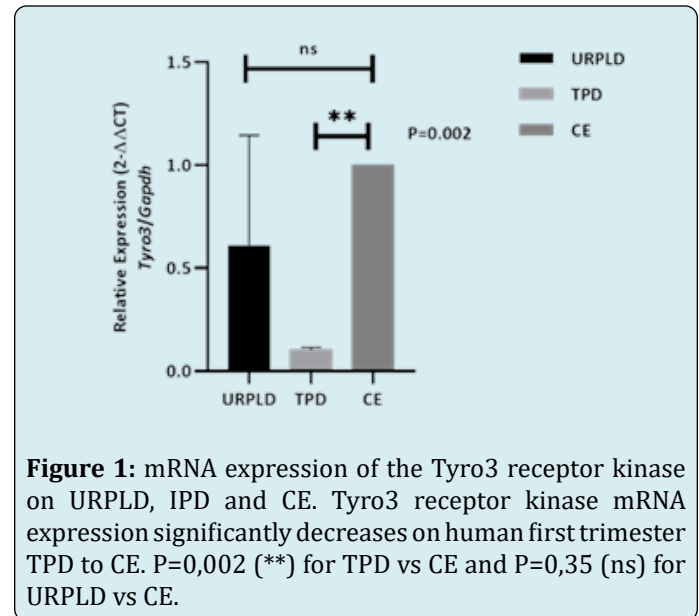 ns
URPLD
TPD
CE
**
P=0.002
1.5
1.0
0.5
0.0
Relative Expression (2-ΔΔCT)
Tyro3/Gapdh
URPLD TPD CE
Figure 1: mRNA expression of the Tyro3 receptor kinase
on URPLD, IPD and CE. Tyro3 receptor kinase mRNA
expression significantly decreases on human first trimester
TPD to CE. P=0,002 (**) for TPD vs CE and P=0,35 (ns) for
URPLD vs CE.